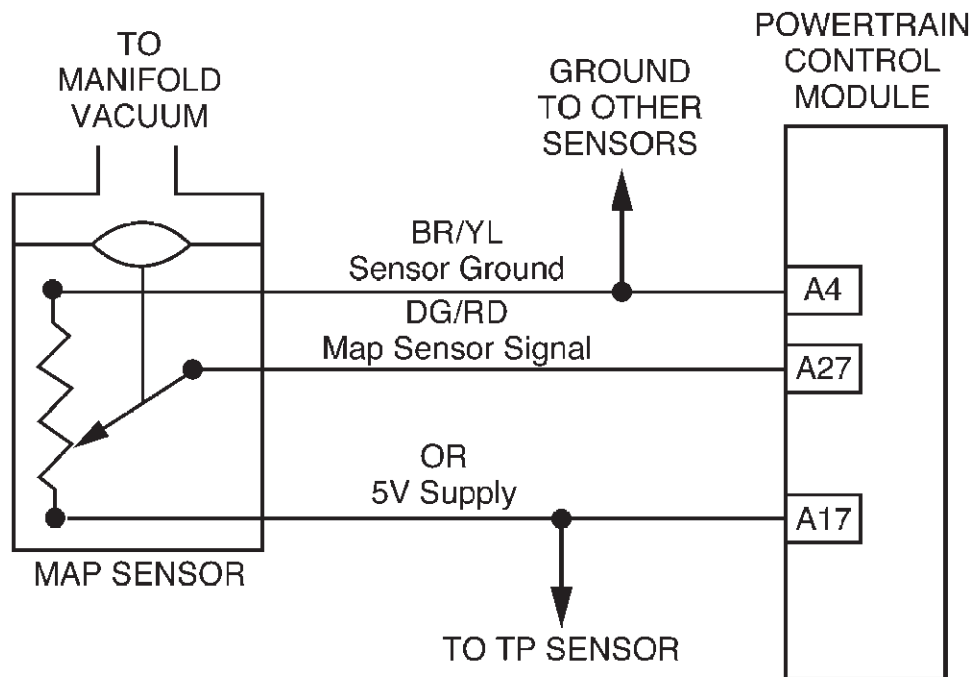 TO
MANIFOLD
VACUUM
GROUND
TO OTHER
SENSORS
POWERTRAIN
CONTROL
MODULE
BR/YL
Sensor Ground
A4
DG/RD
Map Sensor Signal
A27
OR
5V Supply
A17
MAP SENSOR
TO TP SENSOR